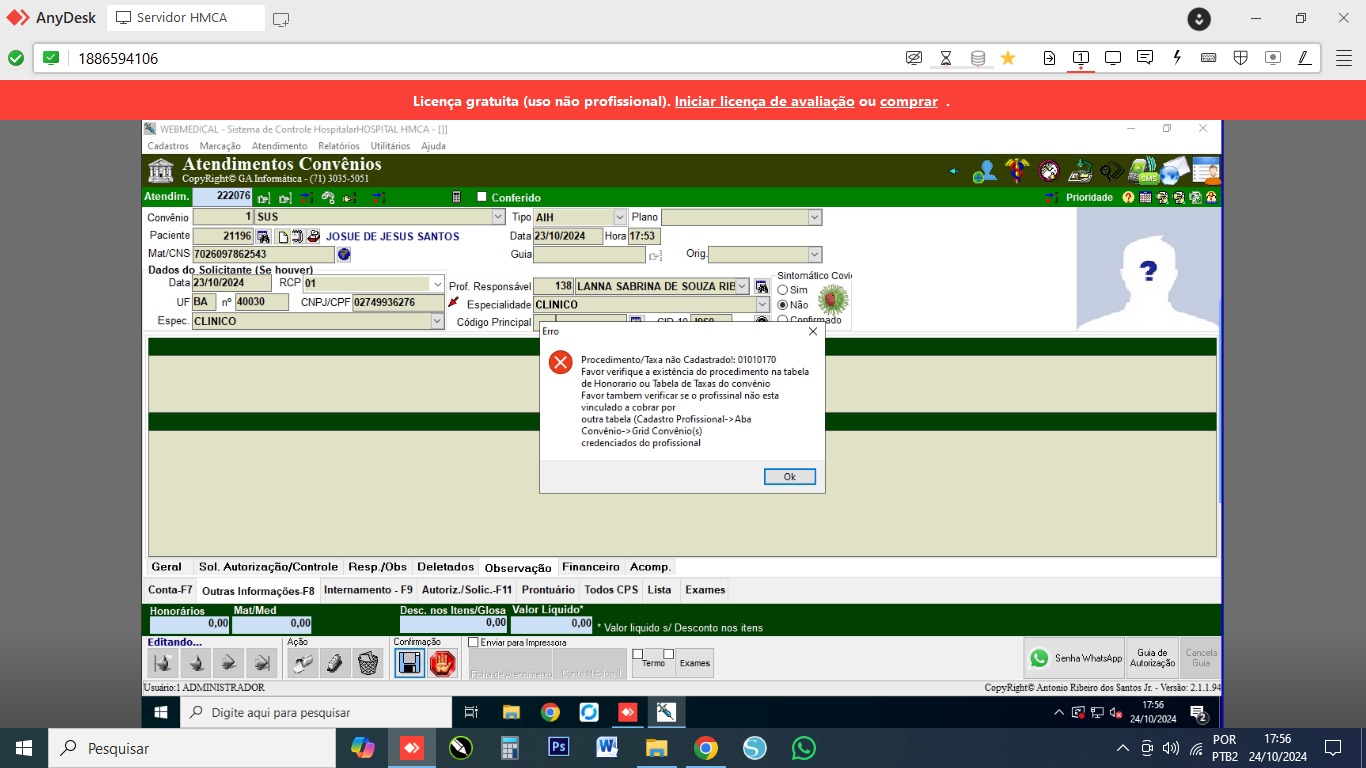 AnyDesk
Servidor HMCA
1886594106
Licença gratuita (uso não profissional). Iniciar licença de avaliação ou comprar .
WEBMEDICAL - Sistema de Controle HospitalarHOSPITAL HMCA - []]
Cadastros Marcação Atendimento Relatórios Utilitários Ajuda
Atendimentos Convênios
CopyRight© GA Informática - (71) 3035-5051
Atendim. 222076 Conferido Prioridade
Convênio 1 SUS Tipo AIH Plano
Paciente 21196 JOSUE DE JESUS SANTOS Data 23/10/2024 Hora 17:53
Mat/CNS 7026097862543 Guia Orig.
Dados do Solicitante (Se houver)
Data 23/10/2024 RCP 01 Prof. Responsável 138 LANNA SABRINA DE SOUZA RIB
Sintomático Covi
Sim
UF BA nº 40030 CNPJ/CPF 02749936276 Especialidade CLINICO Não
Espec. CLINICO Código Principal CID-10 Confirmado
Erro
Procedimento/Taxa não Cadastrado!: 01010170
Favor verifique a existência do procedimento na tabela
de Honorario ou Tabela de Taxas do convênio
Favor tambem verificar se o profissinal não esta
vinculado a cobrar por
outra tabela (Cadastro Profissional->Aba
Convênio->Grid Convênio(s)
credenciados do profissional
Ok
Geral Sol. Autorização/Controle Resp./Obs Deletados Observação Financeiro Acomp.
Conta-F7 Outras Informações-F8 Internamento - F9 Autoriz./Solic.-F11 Prontuário Todos CPS Lista Exames
Honorários Mat/Med Desc. nos Itens/Glosa Valor Líquido*
0,00 0,00 0,00 0,00 * Valor liquido s/ Desconto nos itens
Editando... Ação Confirmação Enviar para Impressora
Ficha de Atendimento Termo Exames
Senha WhatsApp
Guia de
Autorização
Cancela
Guia
Usuário:1 ADMINISTRADOR CopyRight© Antonio Ribeiro dos Santos Jr. - Versão: 2.1.1.94
Digite aqui para pesquisar
17:56
24/10/2024
2
Pesquisar
Ps
W
S
POR
PTB2
17:56
24/10/2024